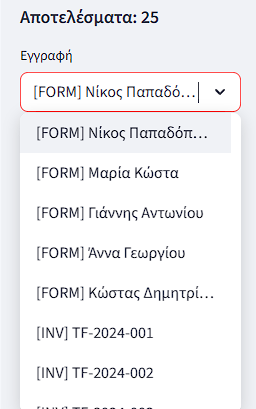 Αποτελέσματα: 25
Εγγραφή
[FORM] Νίκος Παπαδό…
[FORM] Νίκος Παπαδόπ…
[FORM] Μαρία Κώστα
[FORM] Γιάννης Αντωνίου
[FORM] Άννα Γεωργίου
[FORM] Κώστας Δημητρί…
[INV] TF-2024-001
[INV] TF-2024-002